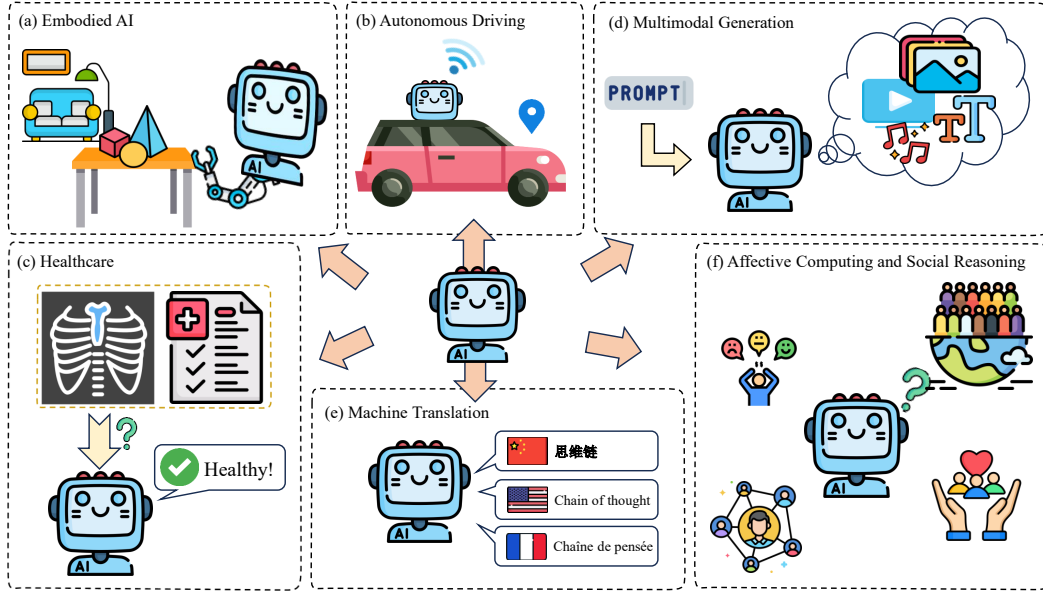 (a) Embodied AI
AI
(b) Autonomous Driving
(d) Multimodal Generation
PROMPT
AI
T T
(c) Healthcare
Healthy!
AI
AI
(e) Machine Translation
思维链
Chain of thought
Chaîne de pensée
AI
(f) Affective Computing and Social Reasoning
AI